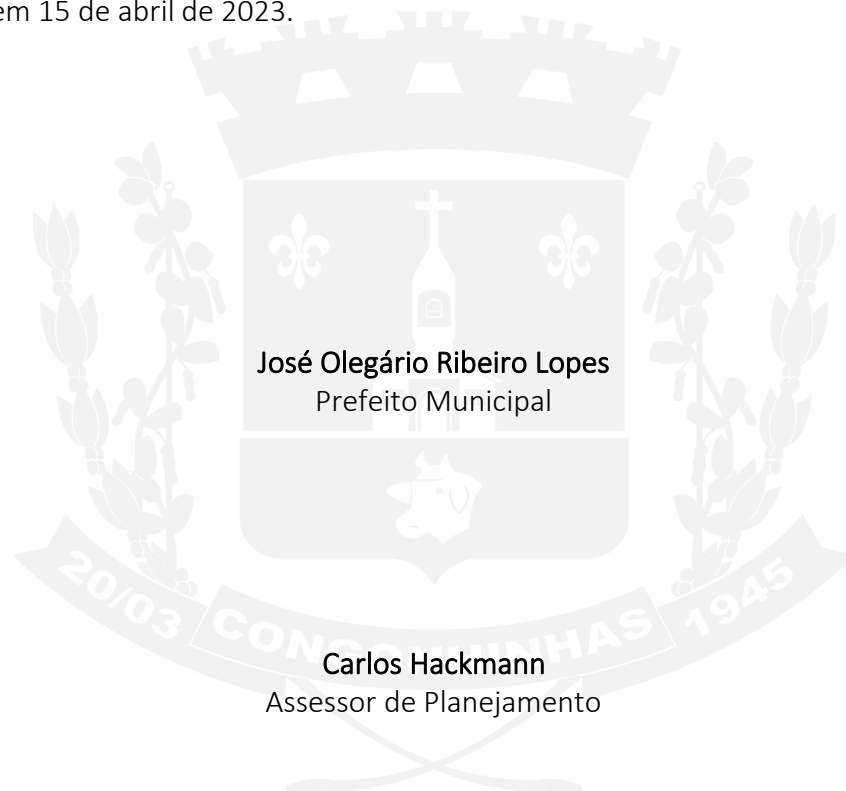 em 15 de abril de 2023.
José Olegário Ribeiro Lopes
Prefeito Municipal
20/03 CONGONHINHAS 1945
Carlos Hackmann
Assessor de Planejamento